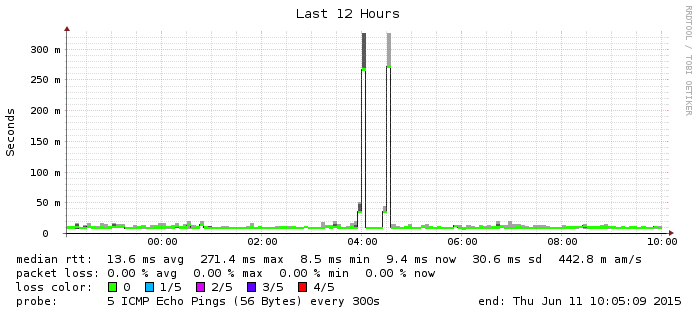 Last 12 Hours
RRDTOOL / TOBI OETIKER
Seconds
300 m
250 m
200 m
150 m
100 m
50 m
0
00:00 02:00 04:00 06:00 08:00 10:00
median rtt: 13.6 ms avg 271.4 ms max 8.5 ms min 9.4 ms now 30.6 ms sd 442.8 m am/s
packet loss: 0.00 % avg 0.00 % max 0.00 % min 0.00 % now
loss color: 0 1/5 2/5 3/5 4/5
probe: 5 ICMP Echo Pings (56 Bytes) every 300s end: Thu Jun 11 10:05:09 2015